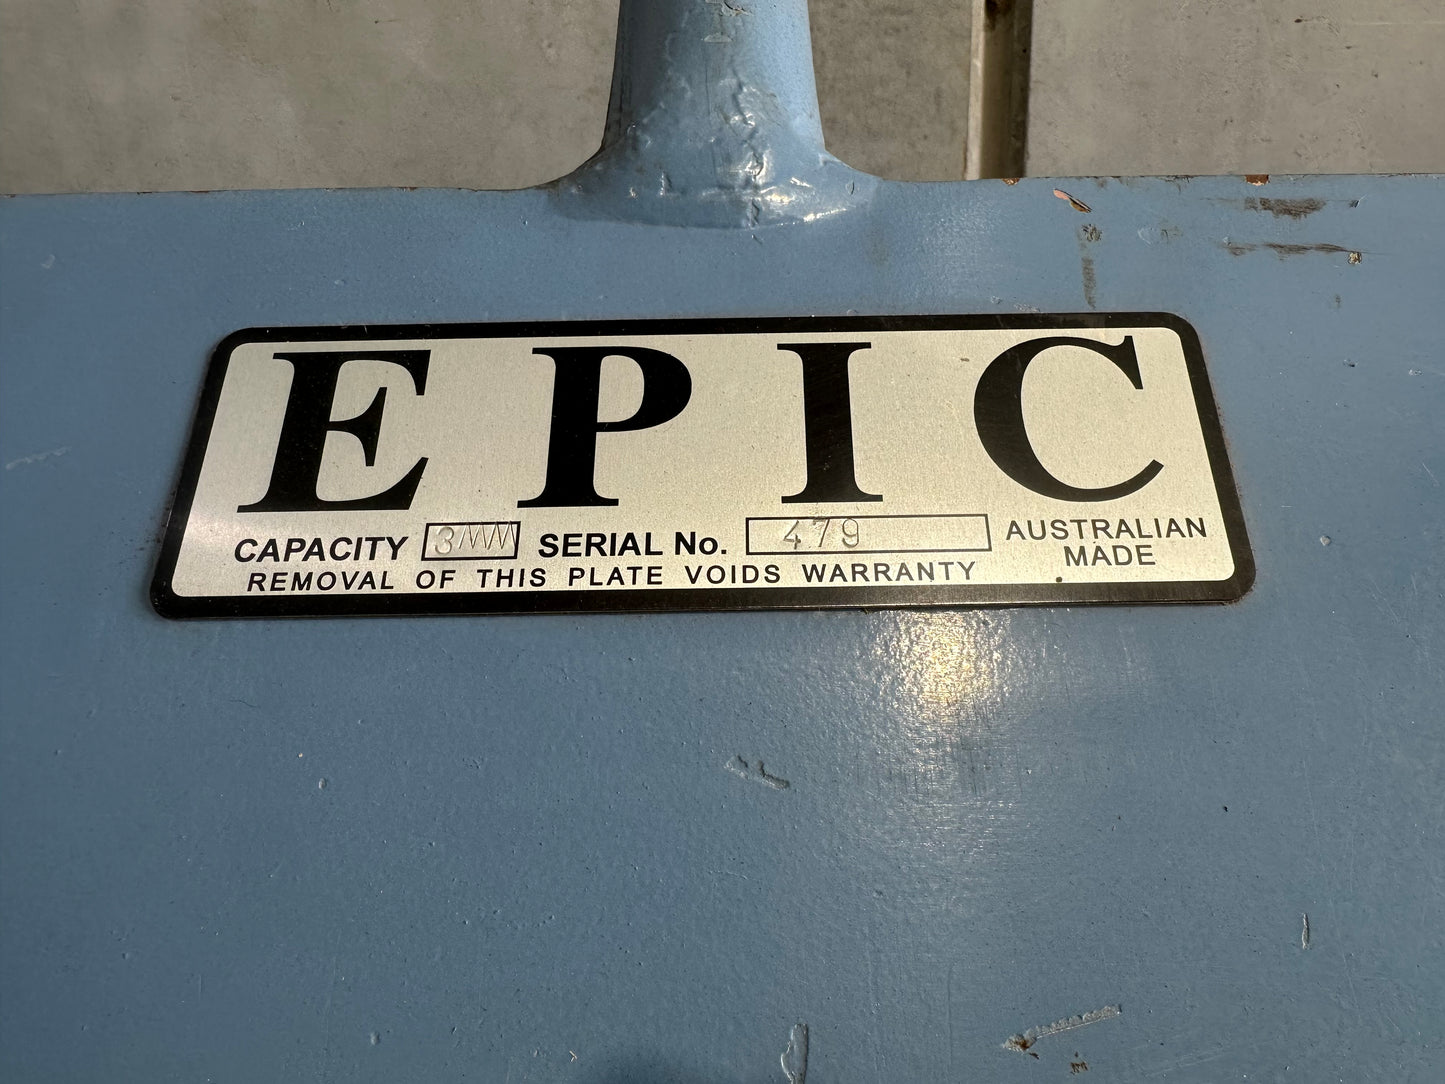 EPIC
CAPACITY 3MM SERIAL No. 479
AUSTRALIAN
MADE
REMOVAL OF THIS PLATE VOIDS WARRANTY